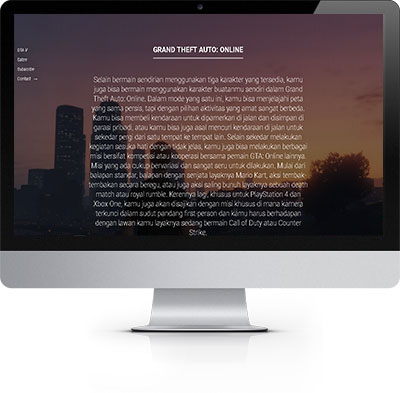 GTA V
Satire
Subscribe
Contact →
GRAND THEFT AUTO: ONLINE
Selain bermain sendirian menggunakan tiga karakter yang tersedia, kamu
juga bisa bermain menggunakan karakter buatanmu sendiri dalam Grand
Theft Auto: Online. Dalam mode yang satu ini, kamu bisa menjelajahi peta
yang sama persis, tapi dengan pilihan aktivitas yang amat sangat berbeda.
Kamu bisa membeli kendaraan untuk dipamerkan di jalan dan disimpan di
garasi pribadi, atau kamu bisa juga asal mencuri kendaraan di jalan untuk
sekedar pergi dari satu tempat ke tempat lain. Selain sekedar melakukan
kegiatan sesuka hati dengan tidak jelas, kamu juga bisa melakukan berbagai
misi bersifat kompetisi atau kooperasi bersama pemain GTA: Online lainnya.
Misi yang ada cukup bervariasi dan sangat seru untuk dilakukan. Mulai dari
balapan standar, balapan dengan senjata layaknya Mario Kart, aksi tembak-
tembakan secara beregu, atau juga aksi saling bunuh layaknya sebuah death
match atau royal rumble. Kerennya lagi, khusus untuk PlayStation 4 dan
Xbox One, kamu juga akan disajikan dengan misi khusus di mana kamera
terkunci dalam sudut pandang first-person dan kamu harus berhadapan
dengan lawan kamu layaknya sedang bermain Call of Duty atau Counter
Strike.